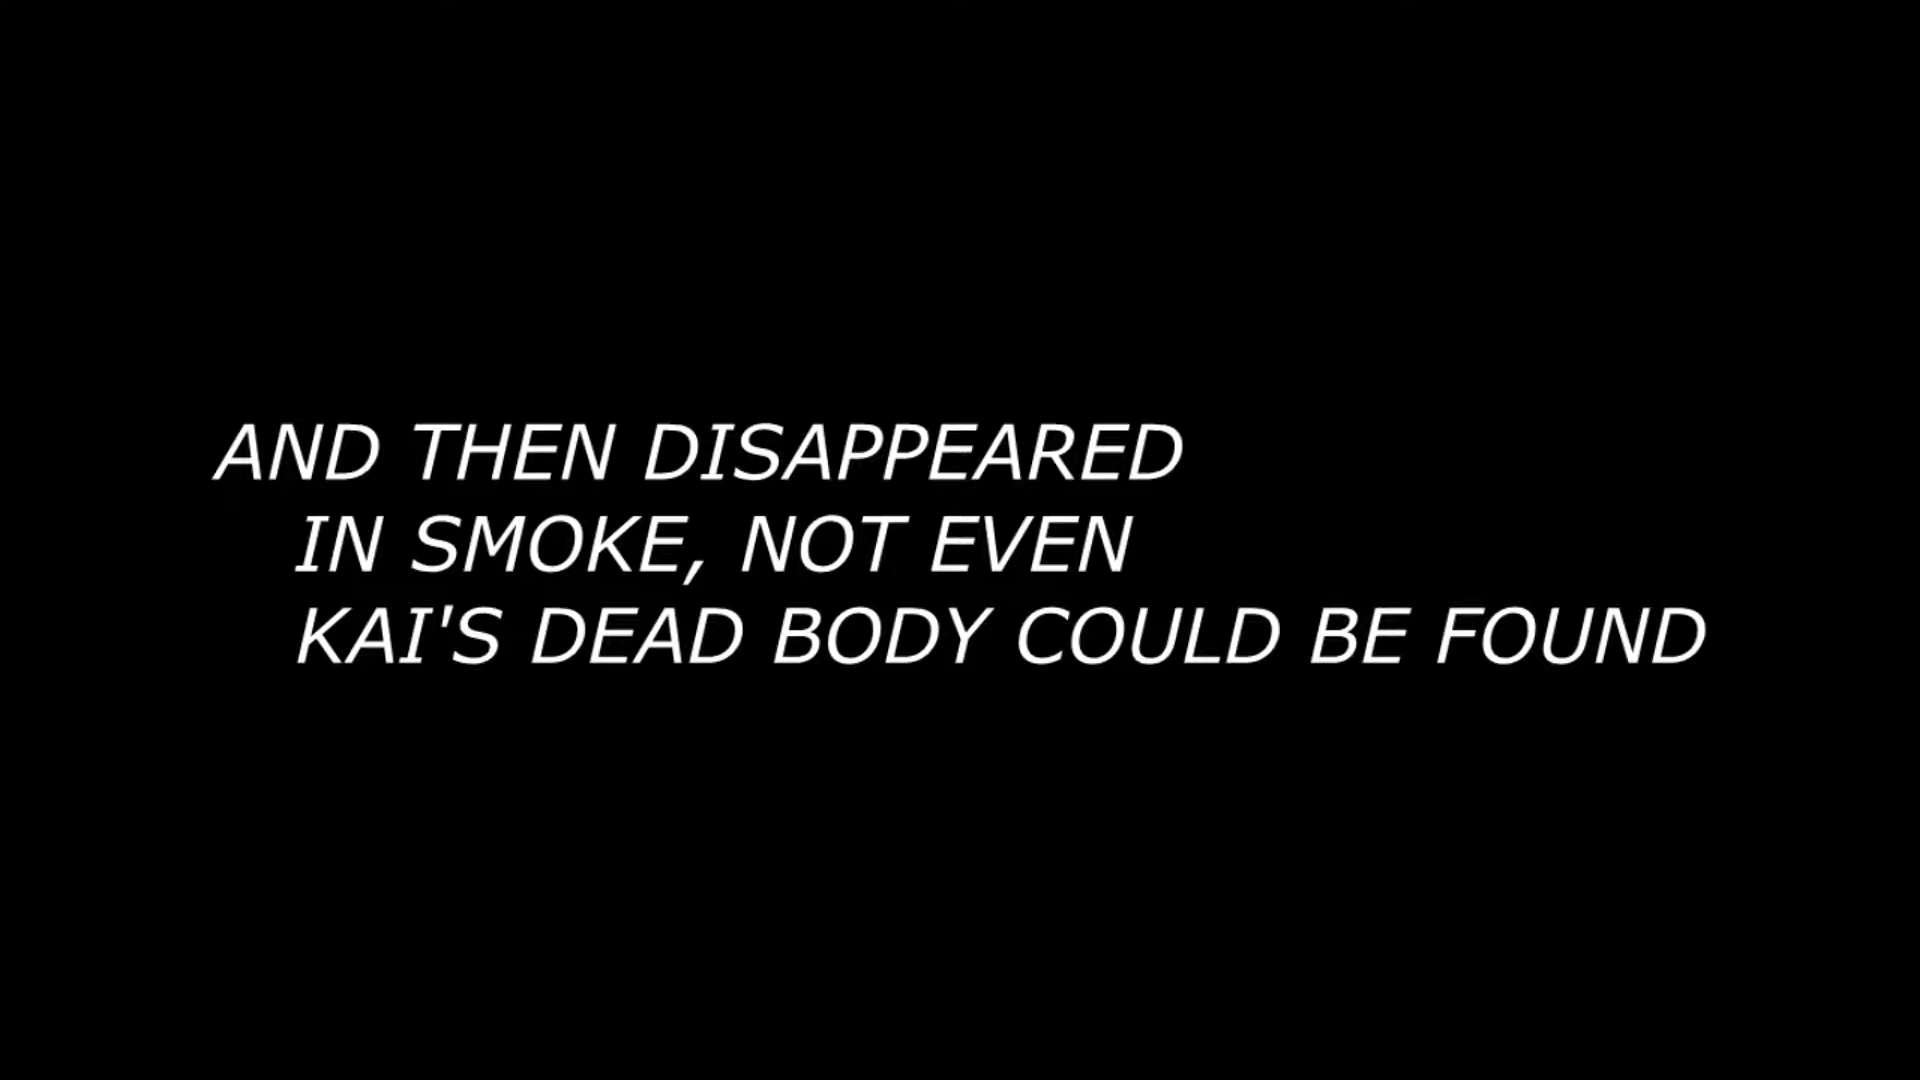 AND THEN DISAPPEARED
IN SMOKE, NOT EVEN
KAI'S DEAD BODY COULD BE FOUND